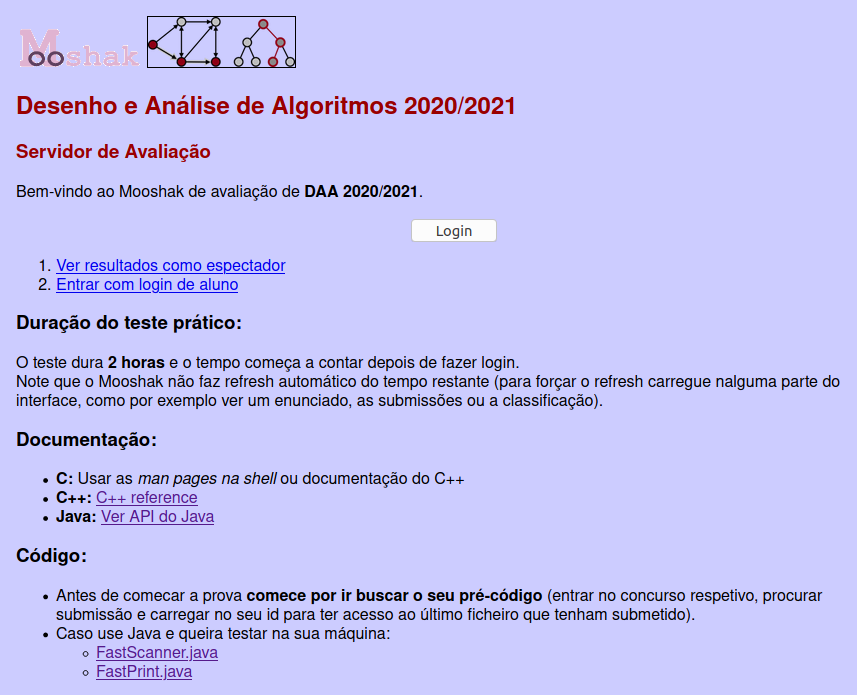 Mooshak
Desenho e Análise de Algoritmos 2020/2021
Servidor de Avaliação
Bem-vindo ao Mooshak de avaliação de DAA 2020/2021.
Login
1. Ver resultados como espectador
2. Entrar com login de aluno
Duração do teste prático:
O teste dura 2 horas e o tempo começa a contar depois de fazer login.
Note que o Mooshak não faz refresh automático do tempo restante (para forçar o refresh carregue nalguma parte do
interface, como por exemplo ver um enunciado, as submissões ou a classificação).
Documentação:
• C: Usar as man pages na shell ou documentação do C++
• C++: C++ reference
• Java: Ver API do Java
Código:
• Antes de comecar a prova comece por ir buscar o seu pré-código (entrar no concurso respetivo, procurar
submissão e carregar no seu id para ter acesso ao último ficheiro que tenham submetido).
• Caso use Java e queira testar na sua máquina:
◦ FastScanner.java
◦ FastPrint.java